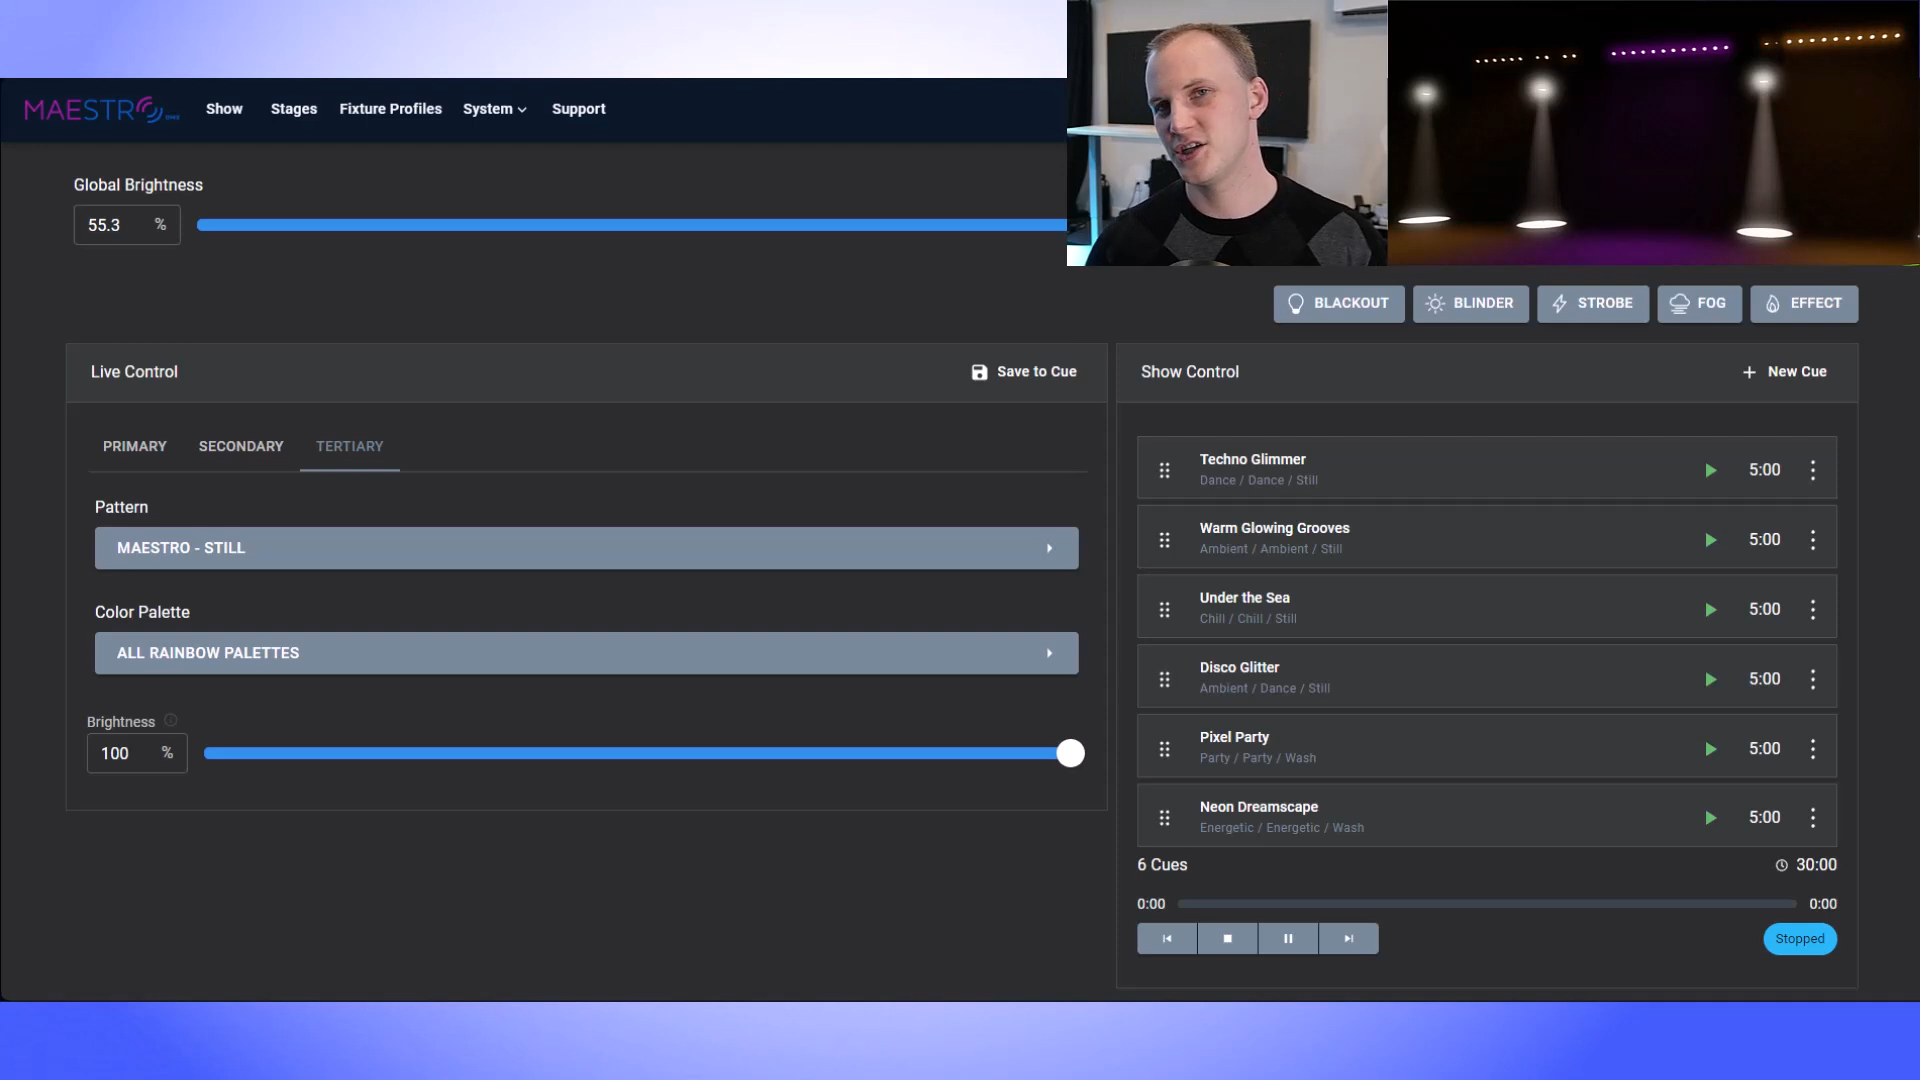 MAESTRO DMX
Show
Stages
Fixture Profiles
System
Support
Global Brightness
55.3 %
BLACKOUT
BLINDER
STROBE
FOG
EFFECT
Live Control
Save to Cue
PRIMARY
SECONDARY
TERTIARY
Pattern
MAESTRO - STILL
Color Palette
ALL RAINBOW PALETTES
Brightness
100 %
Show Control
+ New Cue
Techno Glimmer
Dance / Dance / Still
5:00
Warm Glowing Grooves
Ambient / Ambient / Still
5:00
Under the Sea
Chill / Chill / Still
5:00
Disco Glitter
Ambient / Dance / Still
5:00
Pixel Party
Party / Party / Wash
5:00
Neon Dreamscape
Energetic / Energetic / Wash
5:00
6 Cues
30:00
0:00
0:00
Stopped